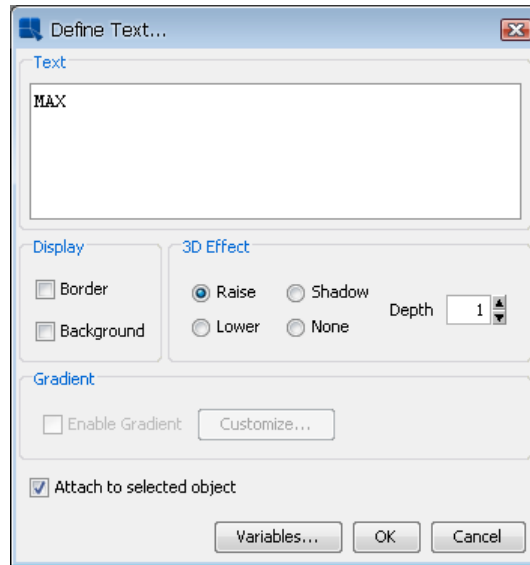 Define Text...
Text
MAX
Display
Border
Background
3D Effect
Raise
Shadow
Lower
None
Depth
1
Gradient
Enable Gradient
Customize...
Attach to selected object
Variables...
OK
Cancel